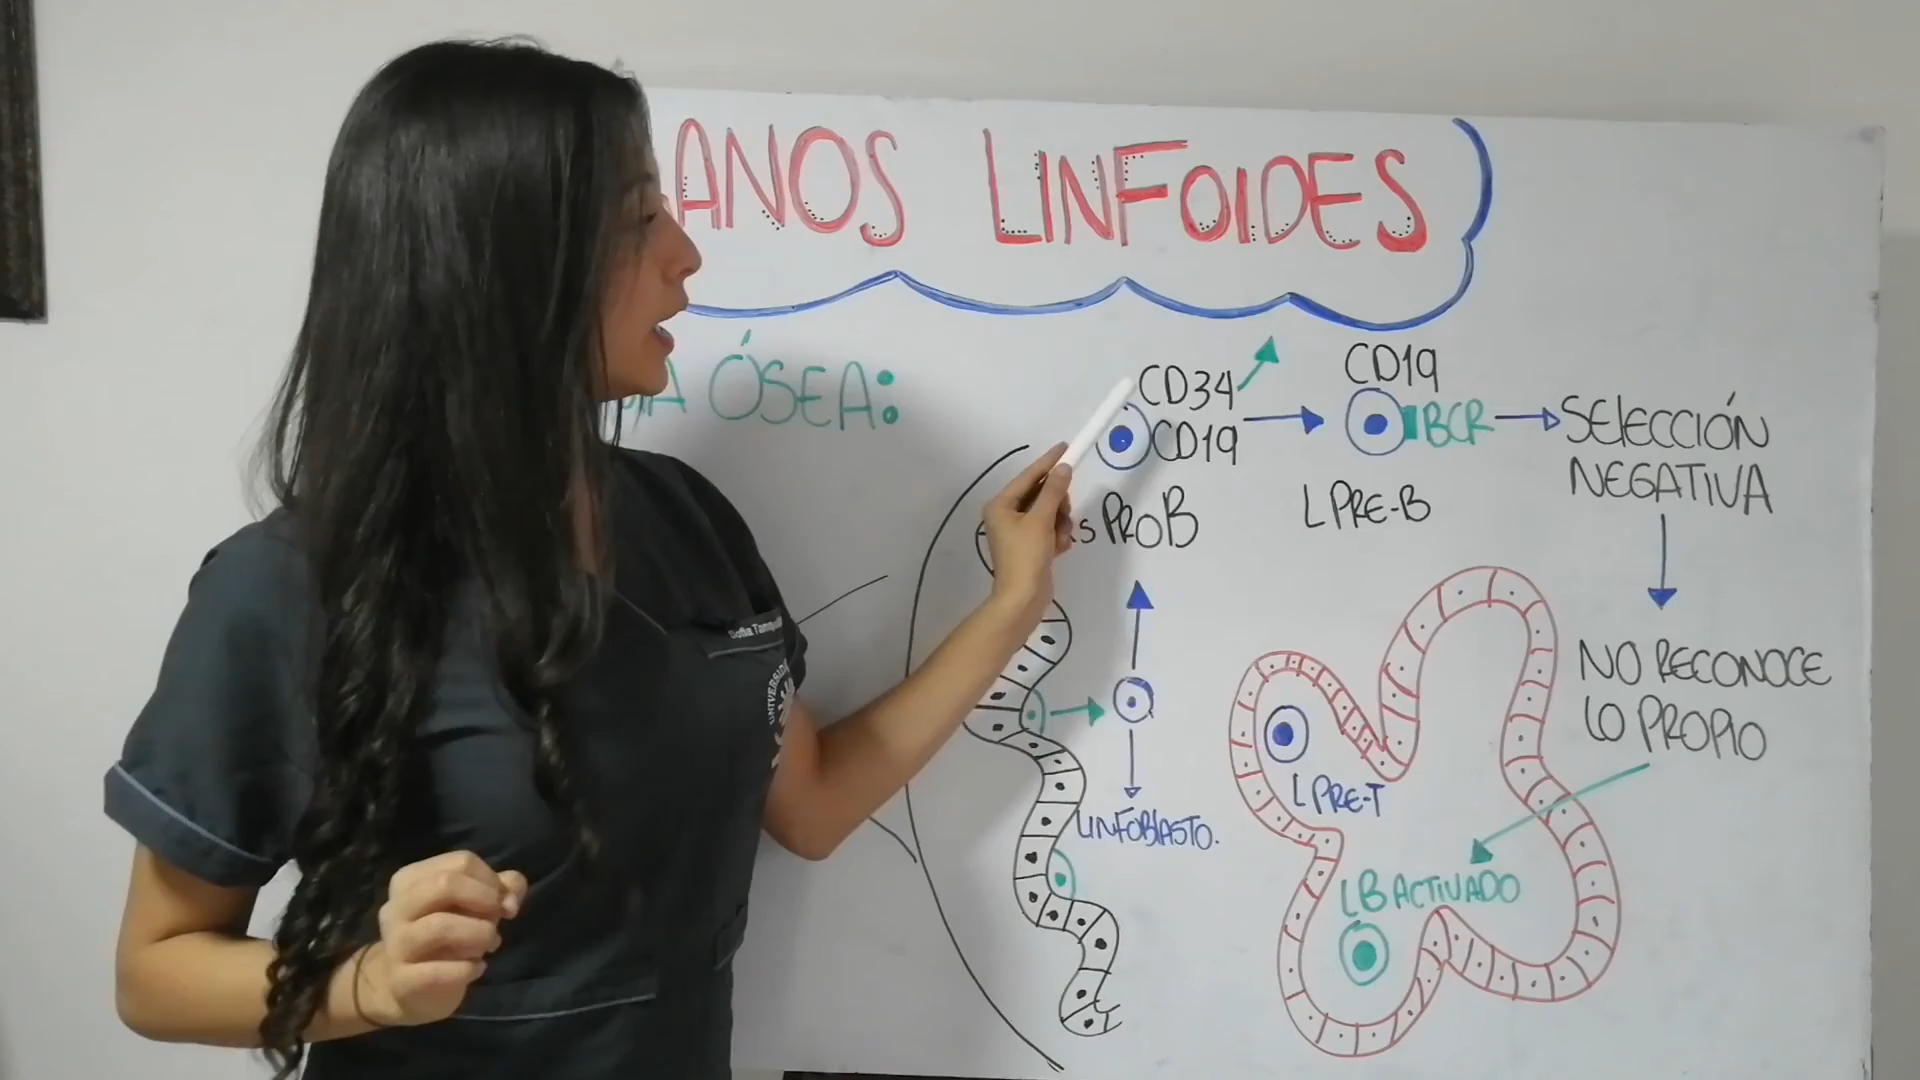 ANOS LINFOIDES
ÓSEA:
CD34
CD19
PROB
CD19
BCR
L PRE-B
SELECCIÓN
NEGATIVA
NO RECONOCE
LO PROPIO
LINFOBLASTO.
L PRE-T
LB ACTIVADO
Sofia